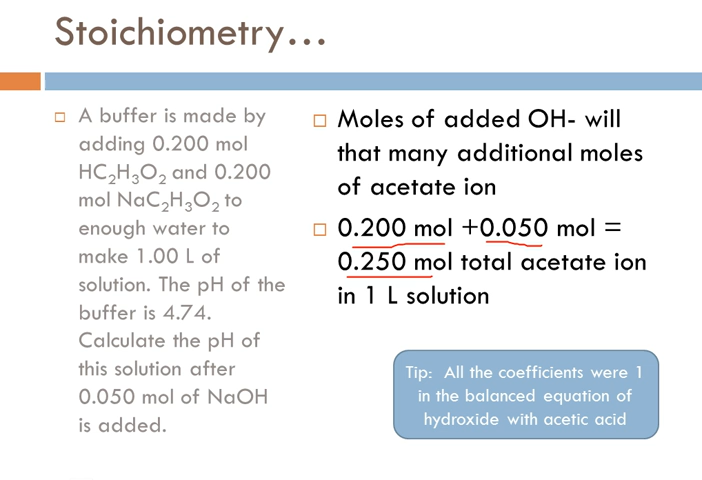 Stoichiometry…
A buffer is made by
adding 0.200 mol
HC₂H₃O₂ and 0.200
mol NaC₂H₃O₂ to
enough water to
make 1.00 L of
solution. The pH of the
buffer is 4.74.
Calculate the pH of
this solution after
0.050 mol of NaOH
is added.
Moles of added OH- will
that many additional moles
of acetate ion
0.200 mol +0.050 mol =
0.250 mol total acetate ion
in 1 L solution
Tip: All the coefficients were 1
in the balanced equation of
hydroxide with acetic acid